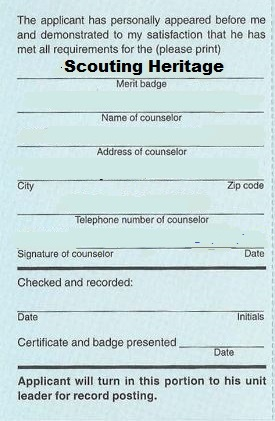 The applicant has personally appeared before me
and demonstrated to my satisfaction that he has
met all requirements for the (please print)
Scouting Heritage
Merit badge
Name of counselor
Address of counselor
City Zip code
Telephone number of counselor
Signature of counselor Date
Checked and recorded:
Date Initials
Certificate and badge presented
Date
Applicant will turn in this portion to his unit
leader for record posting.